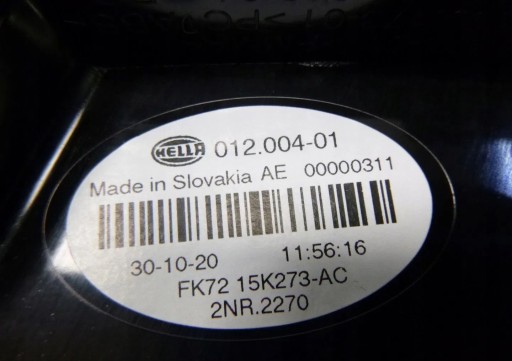 HELLA 012.004-01
Made in Slovakia AE 00000311
30-10-20 11:56:16
FK72 15K273-AC
2NR.2270